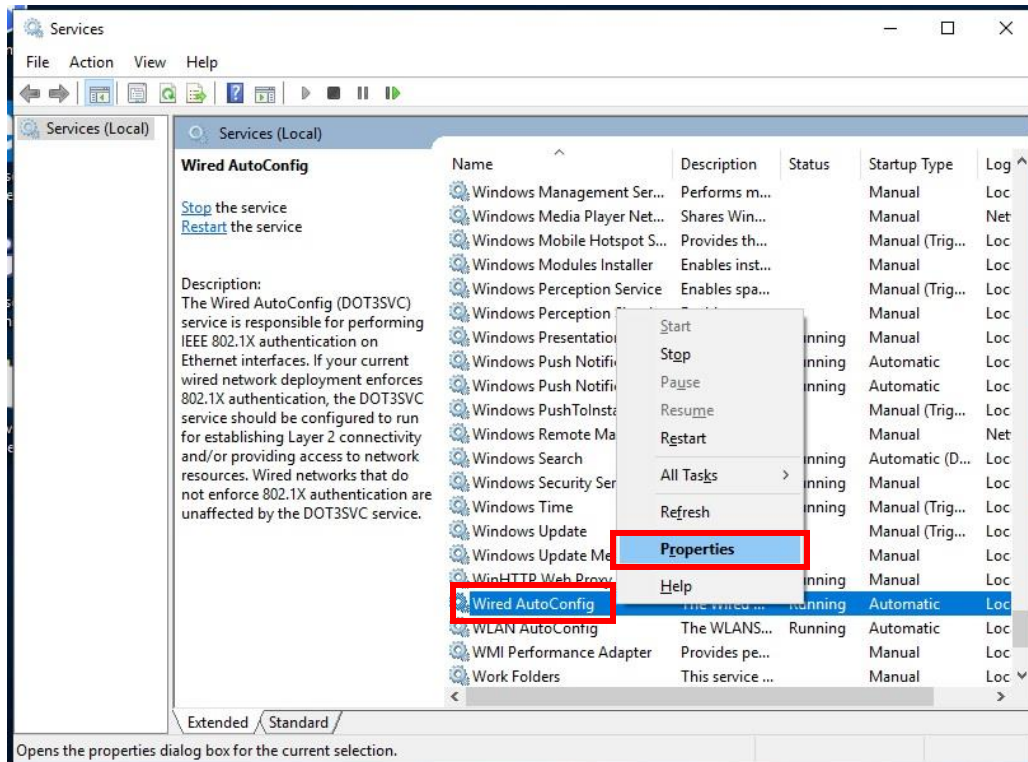 Services
File Action View Help
Services (Local)
Services (Local)
Wired AutoConfig
Stop the service
Restart the service
Description:
The Wired AutoConfig (DOT3SVC)
service is responsible for performing
IEEE 802.1X authentication on
Ethernet interfaces. If your current
wired network deployment enforces
802.1X authentication, the DOT3SVC
service should be configured to run
for establishing Layer 2 connectivity
and/or providing access to network
resources. Wired networks that do
not enforce 802.1X authentication are
unaffected by the DOT3SVC service.
Name Description Status Startup Type Log
Windows Management Ser... Performs m... Manual Loc
Windows Media Player Net... Shares Win... Manual Net
Windows Mobile Hotspot S... Provides th... Manual (Trig... Loc
Windows Modules Installer Enables inst... Manual Loc
Windows Perception Service Enables spa... Manual (Trig... Loc
Windows Perception Manual Loc
Windows Presentation nning Manual Loc
Windows Push Notifi nning Automatic Loc
Windows Push Notifi nning Automatic Loc
Windows PushToInsta Manual (Trig... Loc
Windows Remote Ma Manual Net
Windows Search nning Automatic (D... Loc
Windows Security Ser nning Manual Loc
Windows Time nning Manual (Trig... Loc
Windows Update Manual (Trig... Loc
Windows Update Me Manual Loc
WinHTTP Web Proxy nning Manual Loc
Wired AutoConfig The Wired ... Running Automatic Loc
WLAN AutoConfig The WLANS... Running Automatic Loc
WMI Performance Adapter Provides pe... Manual Loc
Work Folders This service ... Manual Loc
Start
Stop
Pause
Resume
Restart
All Tasks
Refresh
Properties
Help
Extended Standard
Opens the properties dialog box for the current selection.